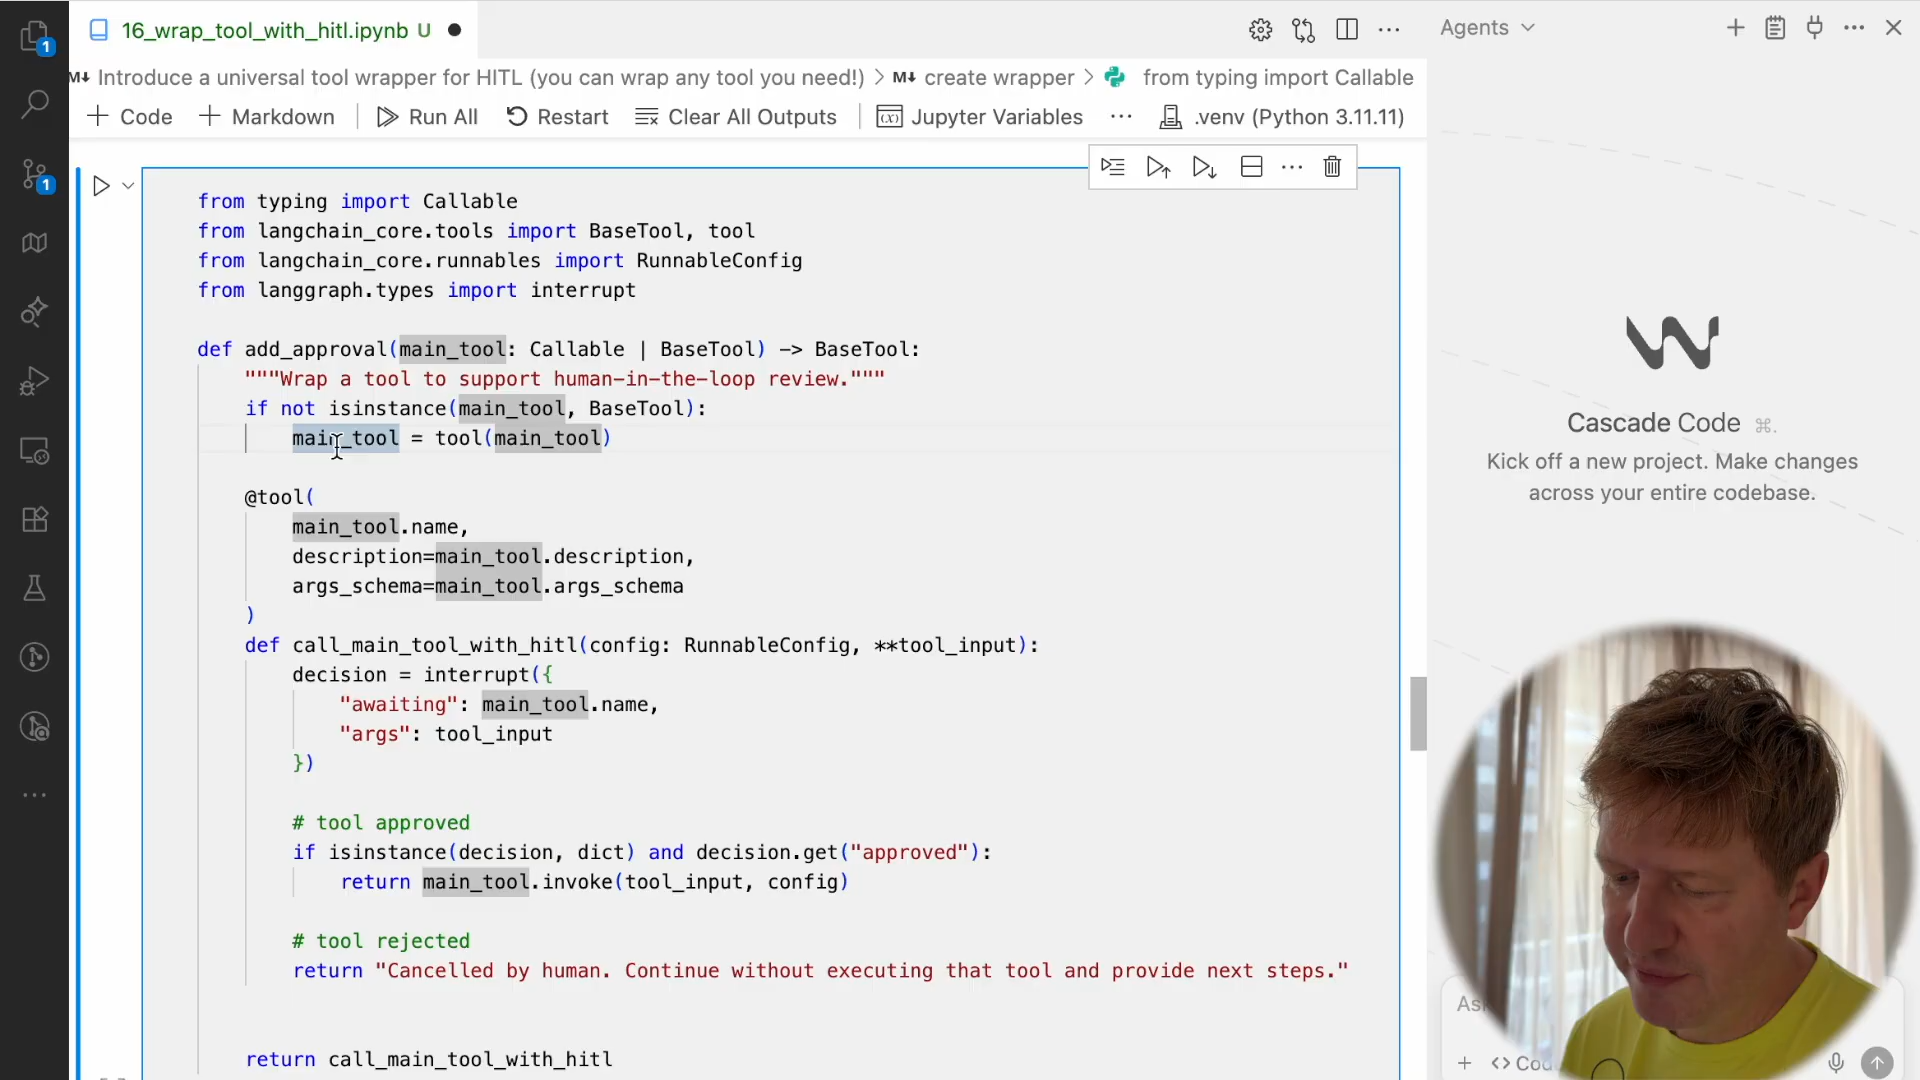 16_wrap_tool_with_hitl.ipynb U
Agents
Introduce a universal tool wrapper for HITL (you can wrap any tool you need!) > M↓ create wrapper > from typing import Callable
+ Code + Markdown Run All Restart Clear All Outputs Jupyter Variables ... .venv (Python 3.11.11)
from typing import Callable
from langchain_core.tools import BaseTool, tool
from langchain_core.runnables import RunnableConfig
from langgraph.types import interrupt
def add_approval(main_tool: Callable | BaseTool) -> BaseTool:
"""Wrap a tool to support human-in-the-loop review."""
if not isinstance(main_tool, BaseTool):
main_tool = tool(main_tool)
@tool(
main_tool.name,
description=main_tool.description,
args_schema=main_tool.args_schema
)
def call_main_tool_with_hitl(config: RunnableConfig, **tool_input):
decision = interrupt({
"awaiting": main_tool.name,
"args": tool_input
})
# tool approved
if isinstance(decision, dict) and decision.get("approved"):
return main_tool.invoke(tool_input, config)
# tool rejected
return "Cancelled by human. Continue without executing that tool and provide next steps."
return call_main_tool_with_hitl
1
1
Cascade Code ⌘.
Kick off a new project. Make changes
across your entire codebase.